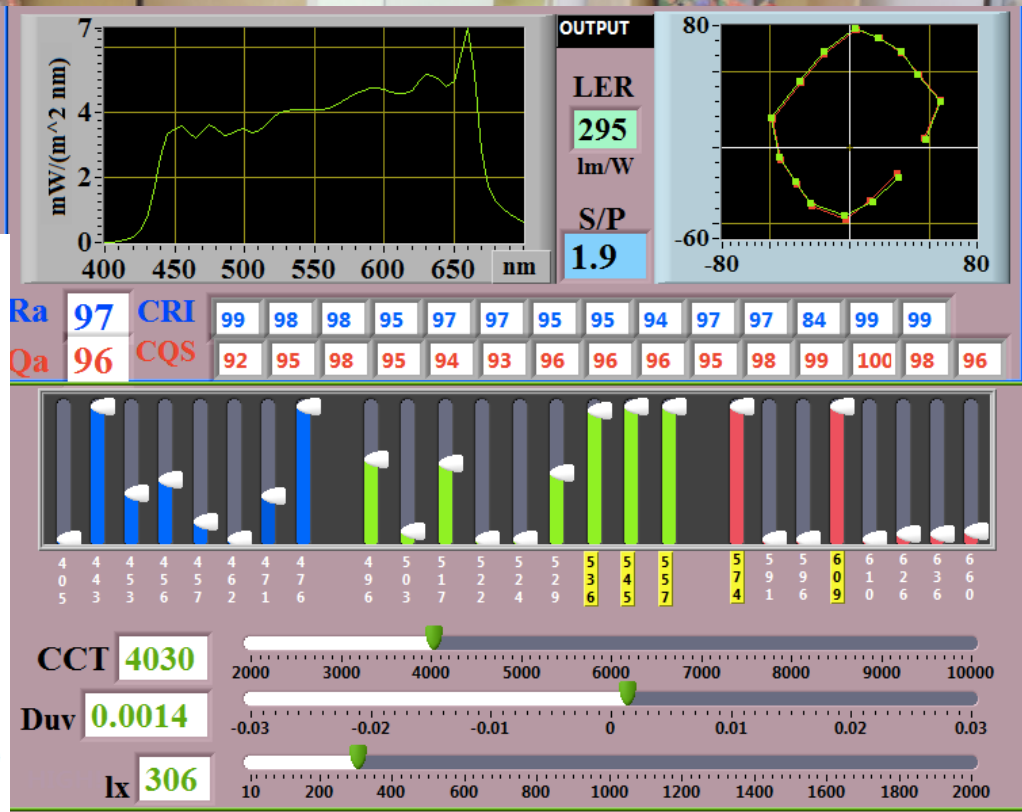 7
4
2
0
mW/(m^2 nm)
400 450 500 550 600 650 nm
OUTPUT
LER
295
lm/W
S/P
1.9
80
-60
-80 80
Ra 97 CRI 99 98 98 95 97 97 95 95 94 97 97 84 99 99
Qa 96 CQS 92 95 98 95 94 93 96 96 96 95 98 99 100 98 96
405 443 453 456 457 462 471 476 496 503 517 522 524 529 536 545 557 574 591 596 609 610 626 636 660
CCT 4030
2000 3000 4000 5000 6000 7000 8000 9000 10000
Duv 0.0014
-0.03 -0.02 -0.01 0 0.01 0.02 0.03
lx 306
10 200 400 600 800 1000 1200 1400 1600 1800 2000